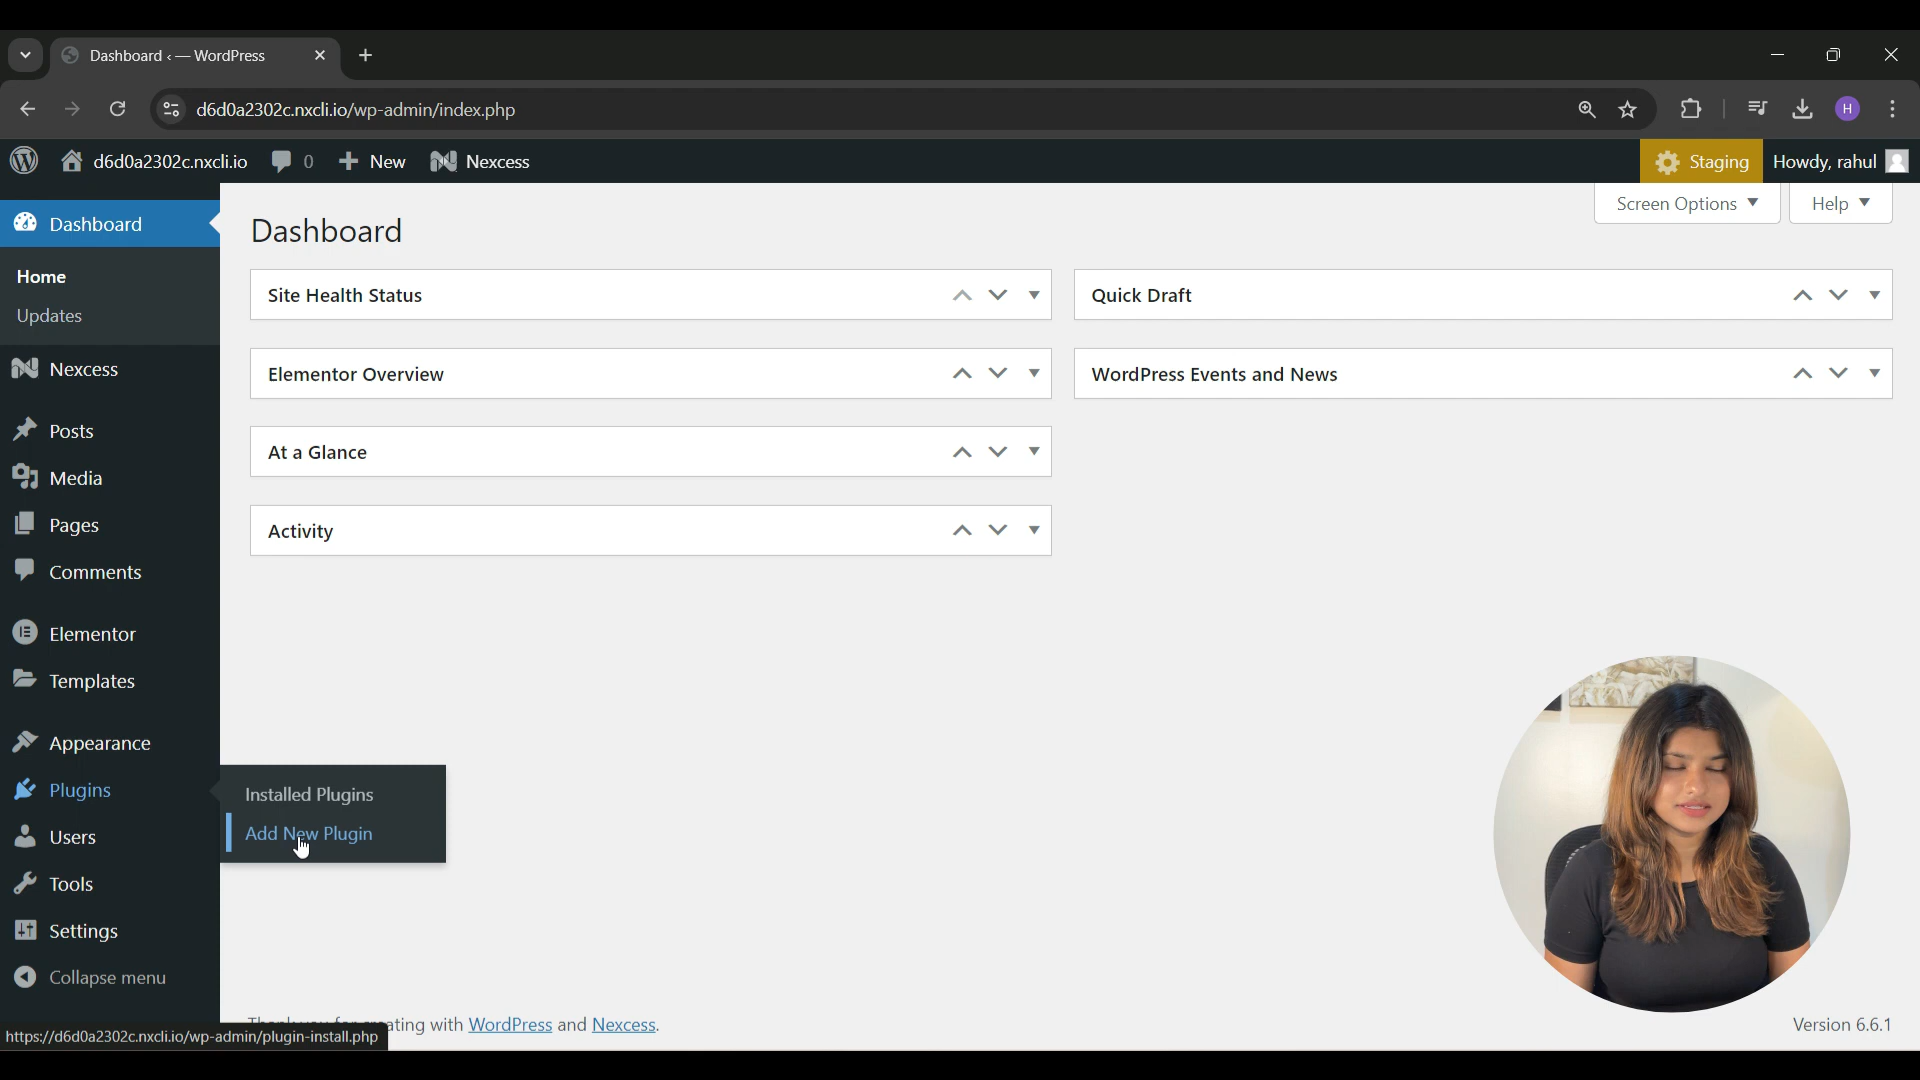 Dashboard ‹ — WordPress
d6d0a2302c.nxcli.io/wp-admin/index.php
H
d6d0a2302c.nxcli.io
0
New
Nexcess
Staging
Howdy, rahul
Screen Options
Help
Dashboard
Home
Updates
Nexcess
Posts
Media
Pages
Comments
Elementor
Templates
Appearance
Plugins
Users
Tools
Settings
Collapse menu
Installed Plugins
Add New Plugin
Dashboard
Site Health Status
Elementor Overview
At a Glance
Activity
Quick Draft
WordPress Events and News
with WordPress and Nexcess.
Version 6.6.1
https://d6d0a2302c.nxcli.io/wp-admin/plugin-install.php